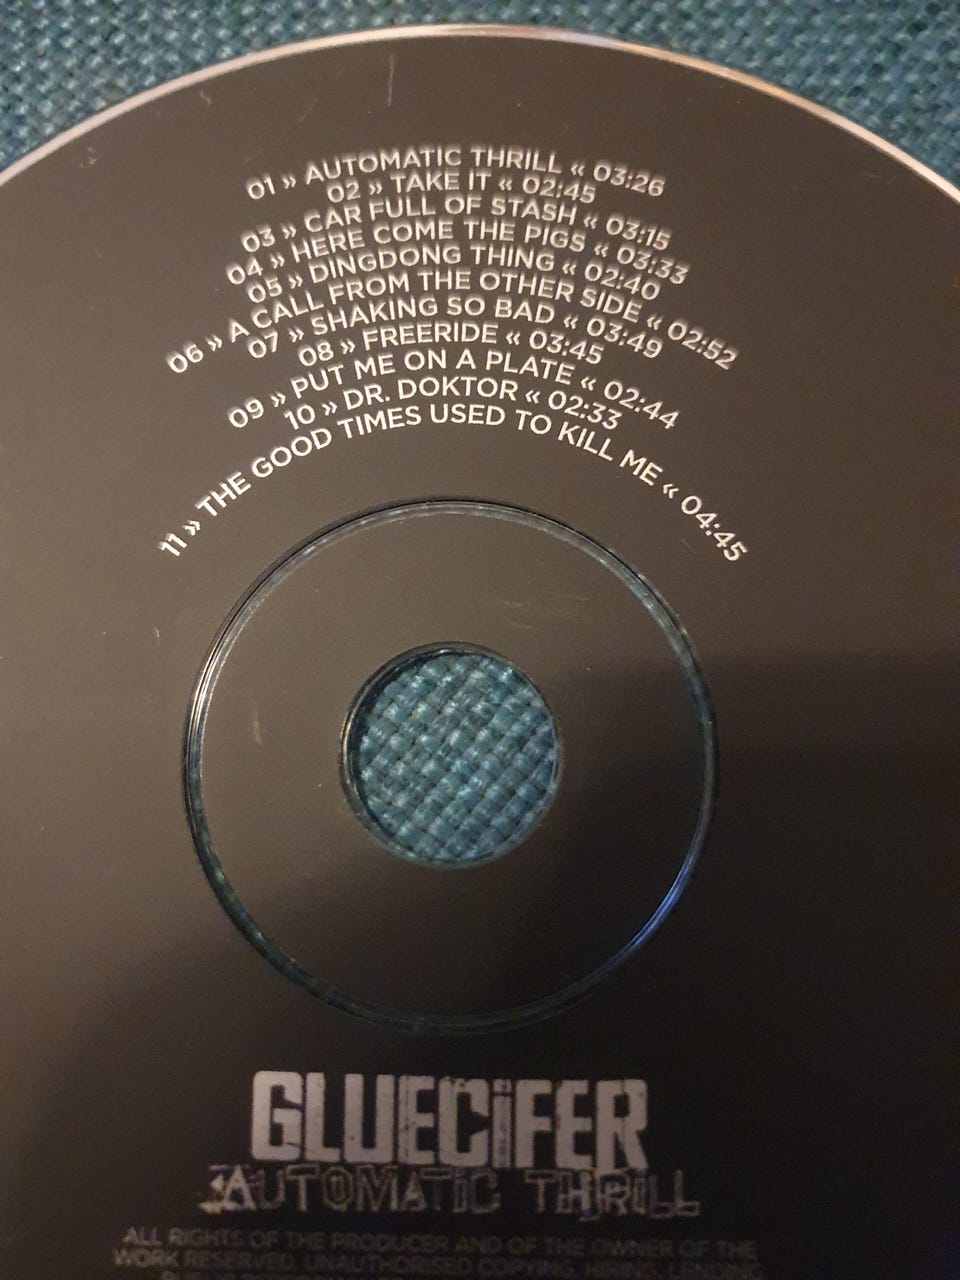 01 » AUTOMATIC THRILL « 03:26
02 » TAKE IT « 02:45
03 » CAR FULL OF STASH « 03:15
04 » HERE COME THE PIGS « 03:33
05 » DINGDONG THING « 02:40
06 » A CALL FROM THE OTHER SIDE « 02:52
07 » SHAKING SO BAD « 03:49
08 » FREERIDE « 03:45
09 » PUT ME ON A PLATE « 02:44
10 » DR. DOKTOR « 02:33
11 » THE GOOD TIMES USED TO KILL ME « 04:45
GLUECiFER
AUTOMATIC THRILL
ALL RIGHTS OF THE PRODUCER AND OF THE OWNER OF THE
WORK RESERVED. UNAUTHORISED COPYING, HIRING, LENDING